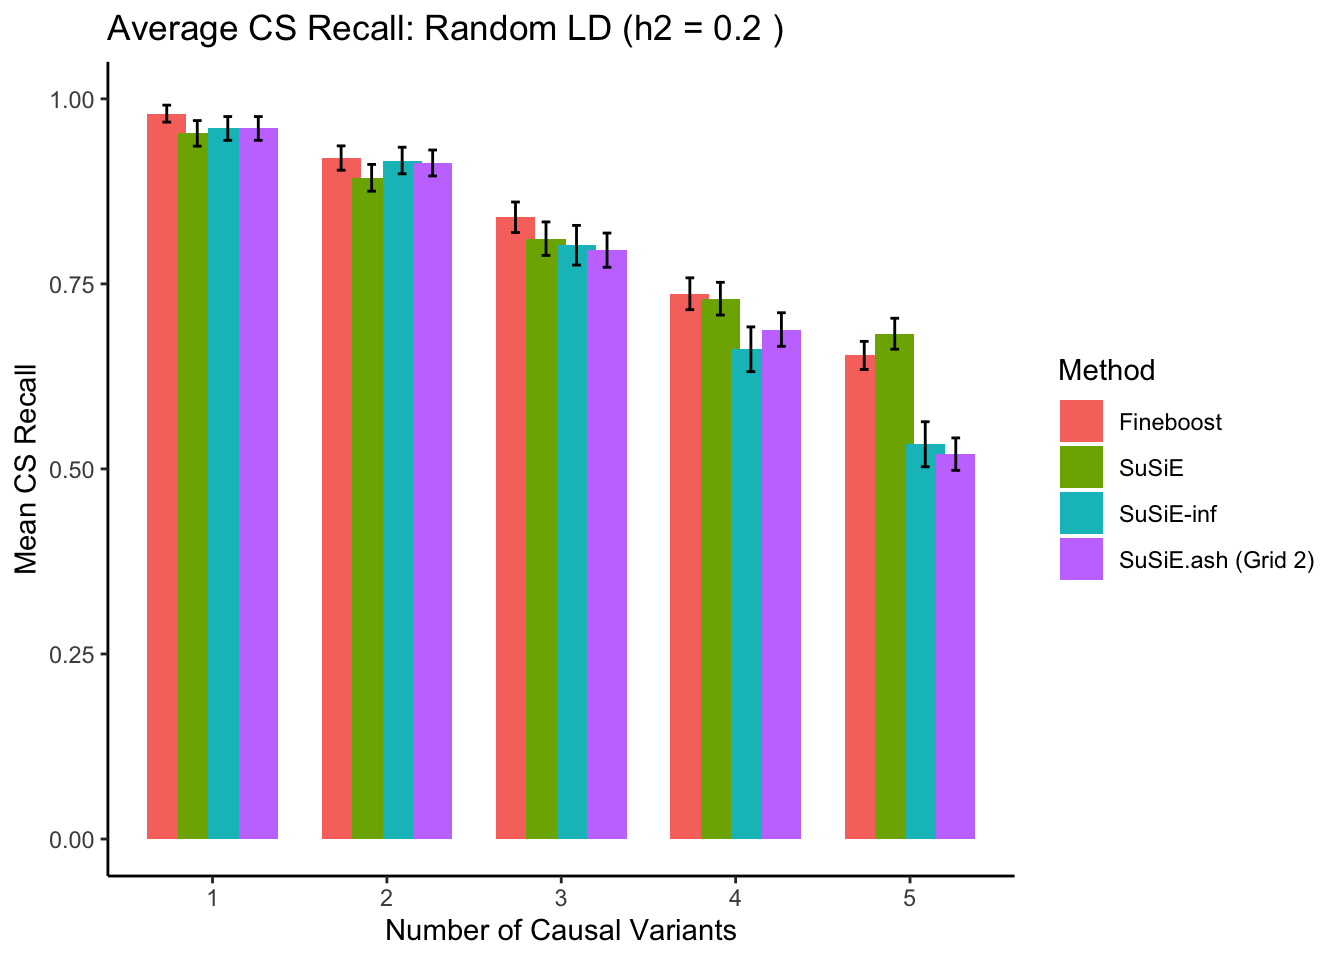 Average CS Recall: Random LD (h2 = 0.2 )
Mean CS Recall
1.00
0.75
0.50
0.25
0.00
1 2 3 4 5
Number of Causal Variants
Method
Fineboost
SuSiE
SuSiE-inf
SuSiE.ash (Grid 2)